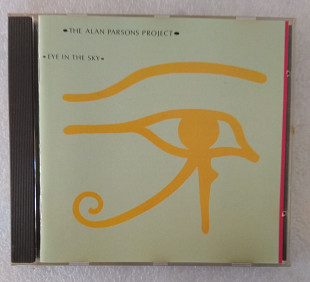 THE ALAN PARSONS PROJECT
EYE IN THE SKY